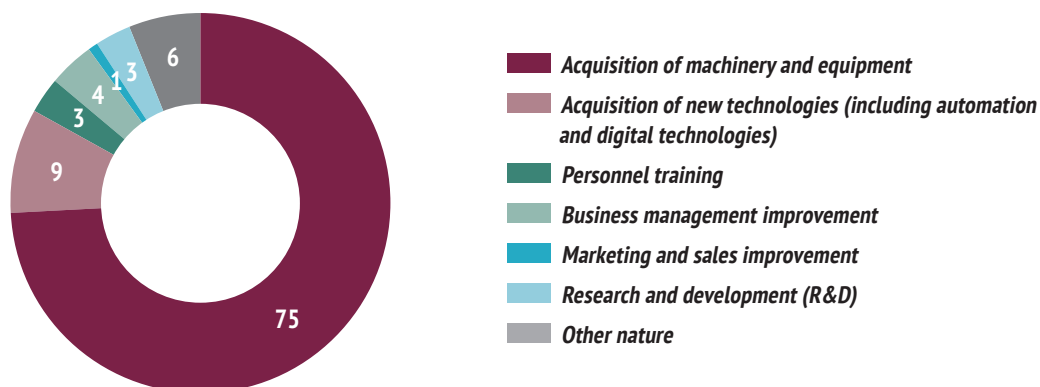 6
3
1
4
3
9
75
Acquisition of machinery and equipment
Acquisition of new technologies (including automation
and digital technologies)
Personnel training
Business management improvement
Marketing and sales improvement
Research and development (R&D)
Other nature